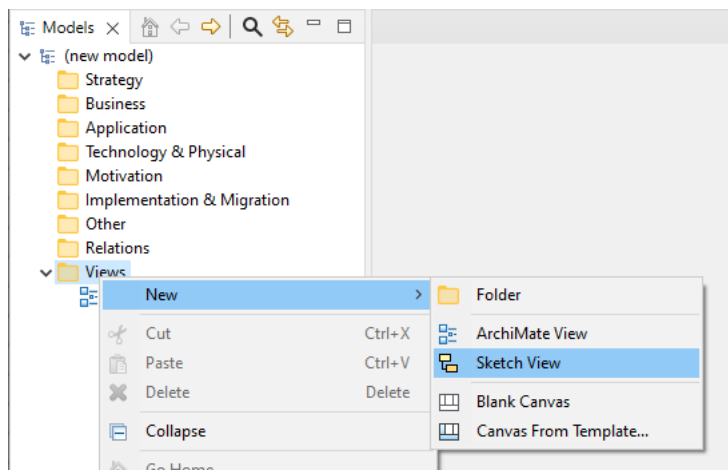 Models
(new model)
Strategy
Business
Application
Technology & Physical
Motivation
Implementation & Migration
Other
Relations
Views
New
Cut Ctrl+X
Paste Ctrl+V
Delete Delete
Collapse
Go Home
Folder
ArchiMate View
Sketch View
Blank Canvas
Canvas From Template...